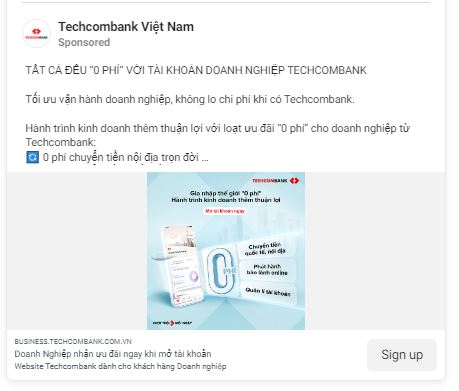 Techcombank Việt Nam
Sponsored
TECHCOMBANK
TẤT CẢ ĐỀU "0 PHÍ" VỚI TÀI KHOẢN DOANH NGHIỆP TECHCOMBANK
Tối ưu vận hành doanh nghiệp, không lo chi phí khi có Techcombank.
Hành trình kinh doanh thêm thuận lợi với loạt ưu đãi "0 phí" cho doanh nghiệp từ
Techcombank:
0 phí chuyển tiền nội địa trọn đời ...
TECHCOMBANK
Gia nhập thế giới "0 phí"
Hành trình kinh doanh thêm thuận lợi
Mở tài khoản ngay
0 PHÍ
Chuyển tiền
quốc tế, nội địa
Phát hành
bảo lãnh online
Quản lí tài khoản
BUSINESS.TECHCOMBANK.COM.VN
Doanh Nghiệp nhận ưu đãi ngay khi mở tài khoản
Website Techcombank dành cho khách hàng Doanh nghiệp
Sign up